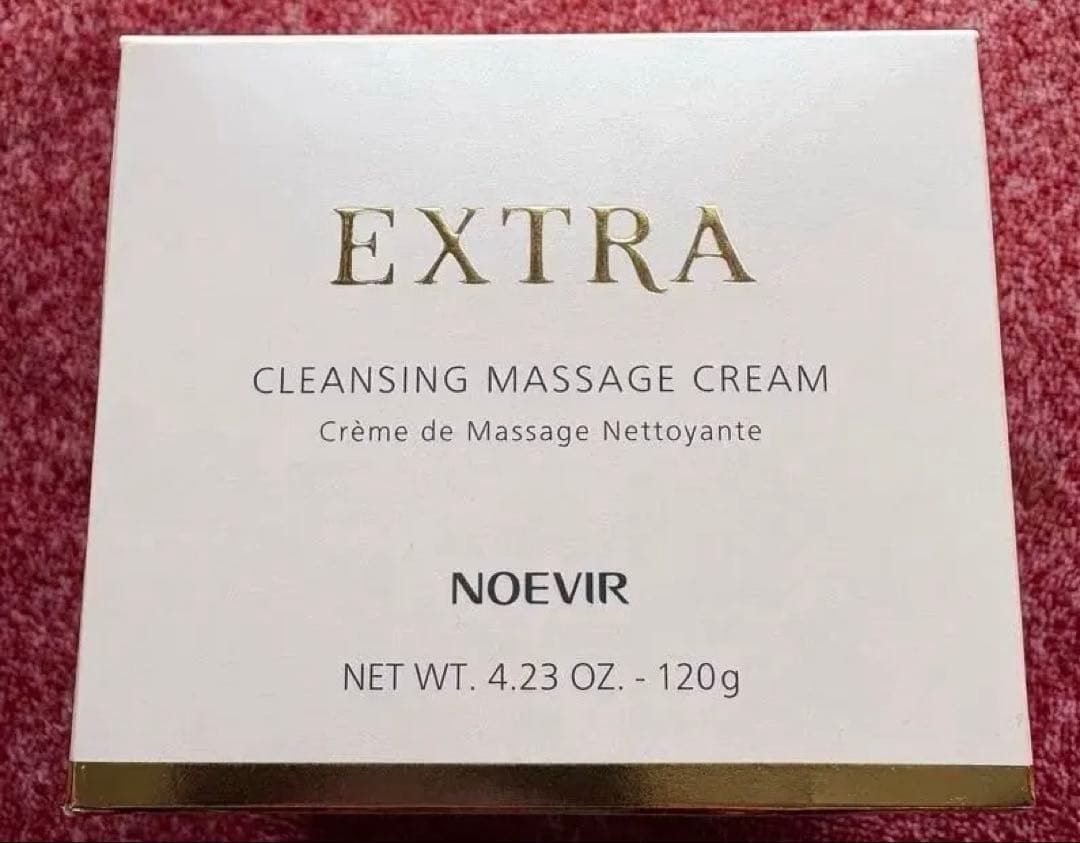 EXTRA
CLEANSING MASSAGE CREAM
Crème de Massage Nettoyante
NOEVIR
NET WT. 4.23 OZ. - 120g